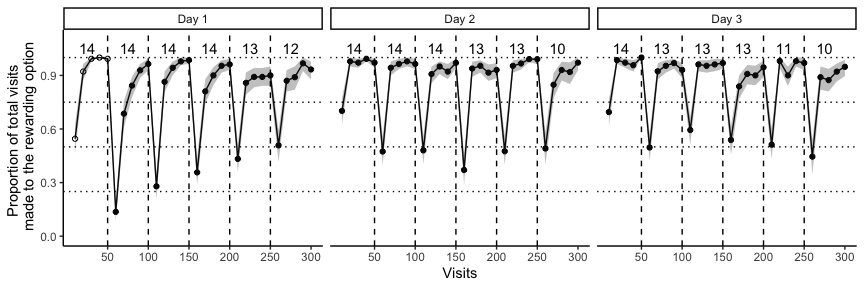 Day 1 Day 2 Day 3
14 14 14 14 13 12 14 14 14 13 13 10 14 13 13 13 11 10
Proportion of total visits
made to the rewarding option
0.9
0.6
0.3
0.0
50 100 150 200 250 300 50 100 150 200 250 300 50 100 150 200 250 300
Visits